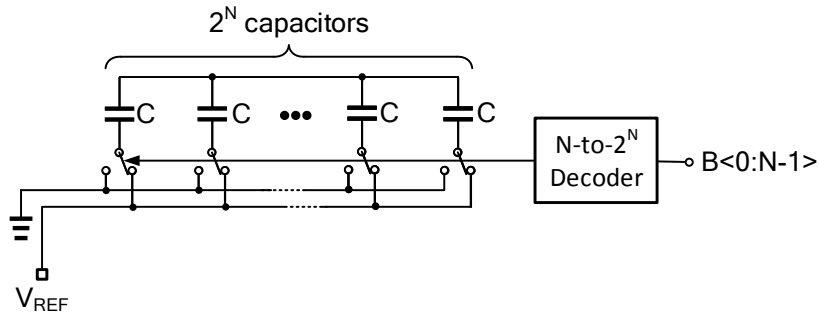 2^N capacitors
C C ●●● C C
N-to-2^N
Decoder
B<0:N-1>
V_REF